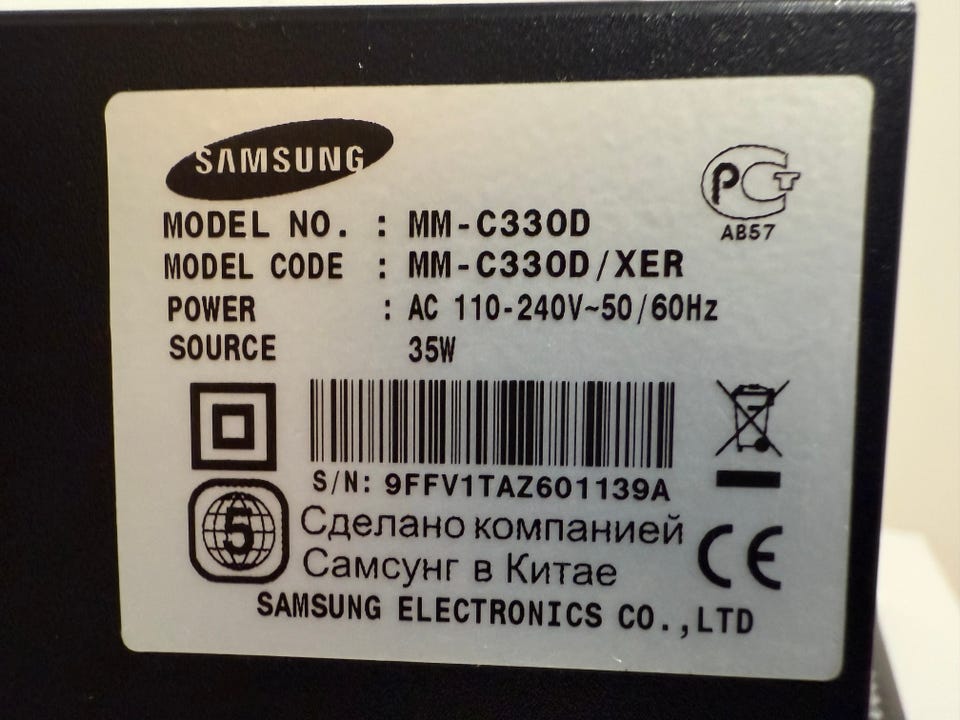 SAMSUNG
PCT
AB57
MODEL NO. : MM-C330D
MODEL CODE : MM-C330D/XER
POWER : AC 110-240V~50/60Hz
SOURCE 35W
S/N: 9FFV1TAZ601139A
5
Сделано компанией
Самсунг в Китае
CE
SAMSUNG ELECTRONICS CO.,LTD